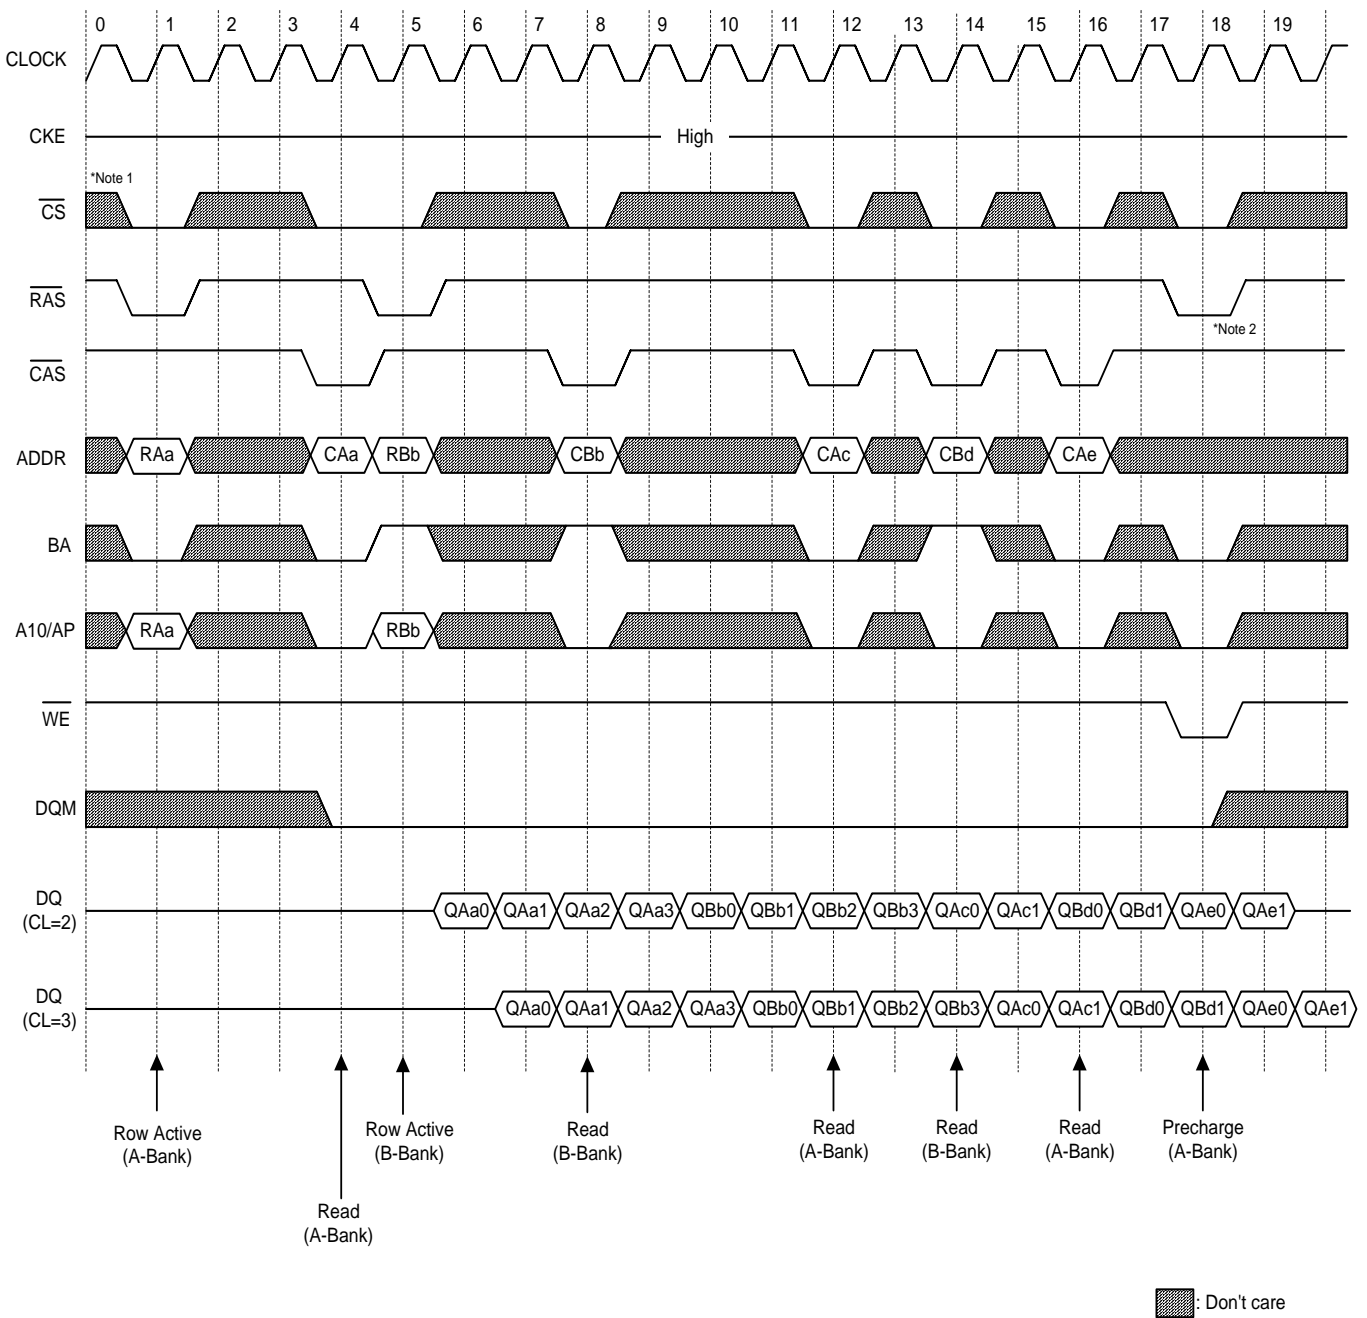 0 1 2 3 4 5 6 7 8 9 10 11 12 13 14 15 16 17 18 19
CLOCK
CKE High
*Note 1
CS
RAS
*Note 2
CAS
ADDR RAa CAa RBb CBb CAc CBd CAe
BA
A10/AP RAa RBb
WE
DQM
DQ
(CL=2)
QAa0 QAa1 QAa2 QAa3 QBb0 QBb1 QBb2 QBb3 QAc0 QAc1 QBd0 QBd1 QAe0 QAe1
DQ
(CL=3)
QAa0 QAa1 QAa2 QAa3 QBb0 QBb1 QBb2 QBb3 QAc0 QAc1 QBd0 QBd1 QAe0 QAe1
Row Active
(A-Bank)
Read
(A-Bank)
Row Active
(B-Bank)
Read
(B-Bank)
Read
(A-Bank)
Read
(B-Bank)
Read
(A-Bank)
Precharge
(A-Bank)
: Don't care